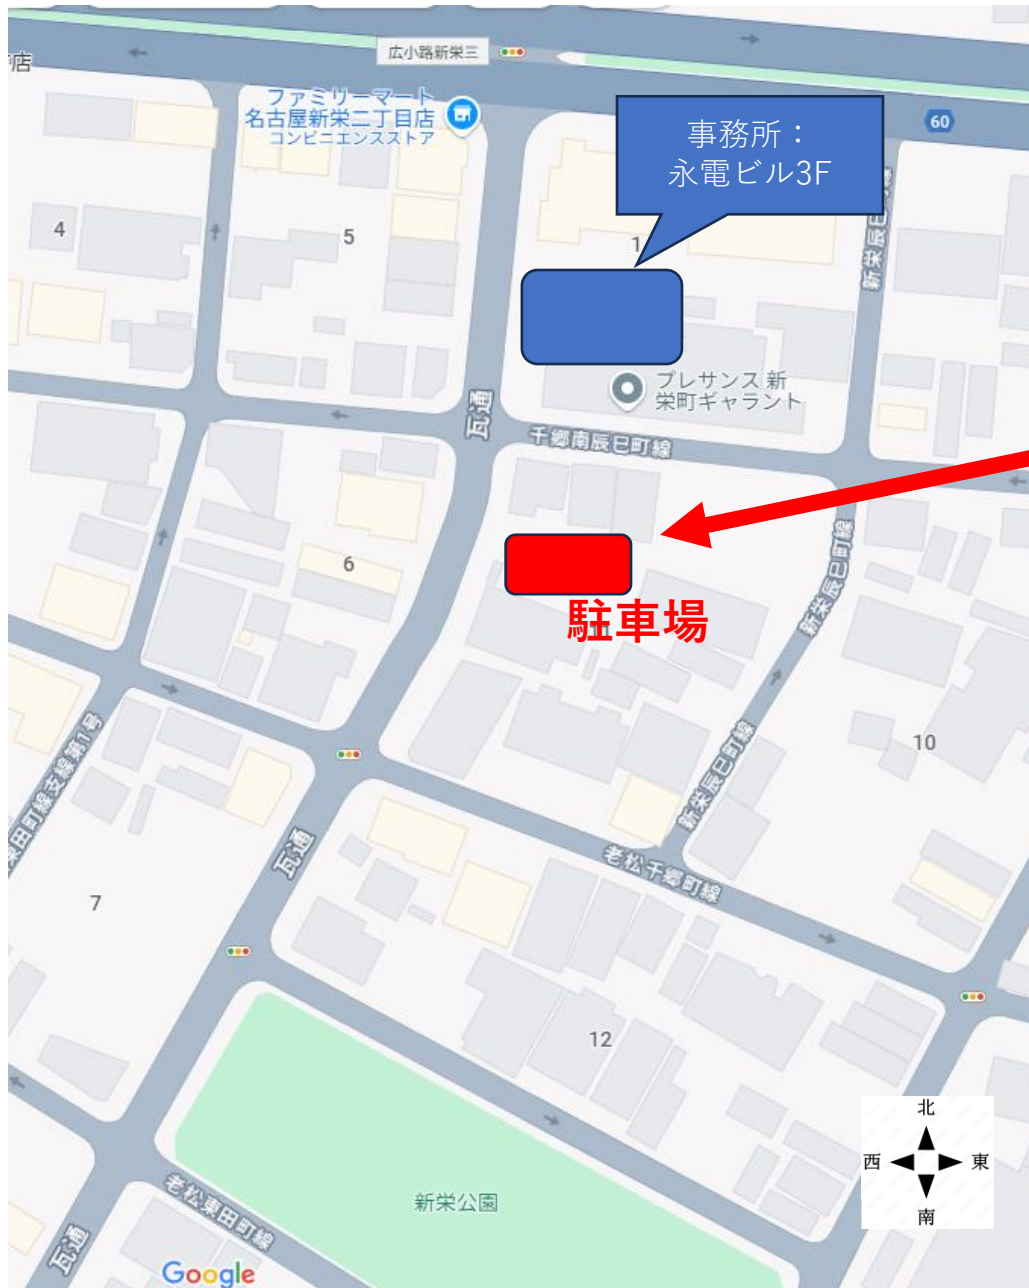 店
広小路新栄三
ファミリーマート
名古屋新栄二丁目店
コンビニエンスストア
60
事務所：
永電ビル3F
4
5
1
新栄辰巳町線
プレサンス 新
栄町ギャラント
瓦通
千郷南辰巳町線
6
駐車場
新栄辰巳町線
新栄辰巳町線
10
東田町線支線第1号
瓦通
老松千郷町線
7
12
新栄公園
老松東田町線
瓦通
北
西
東
南
Google